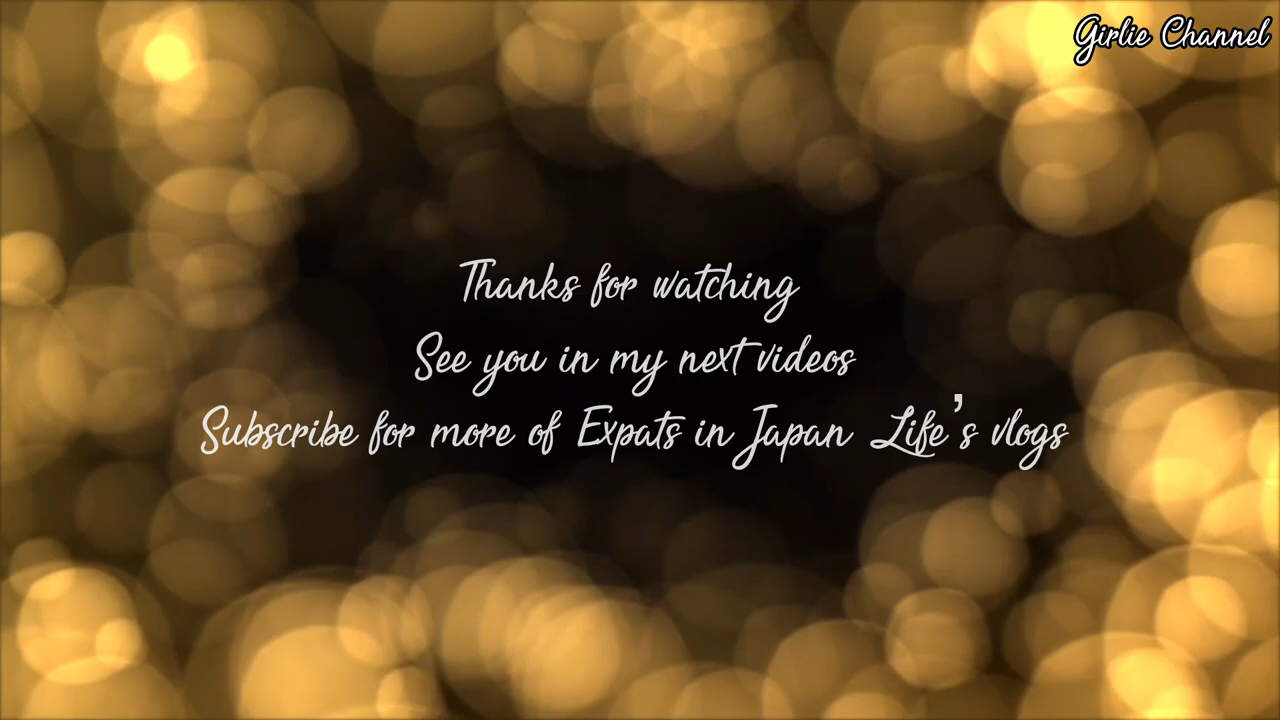 Girlie Channel
Thanks for watching
See you in my next videos
Subscribe for more of Expats in Japan Life's vlogs